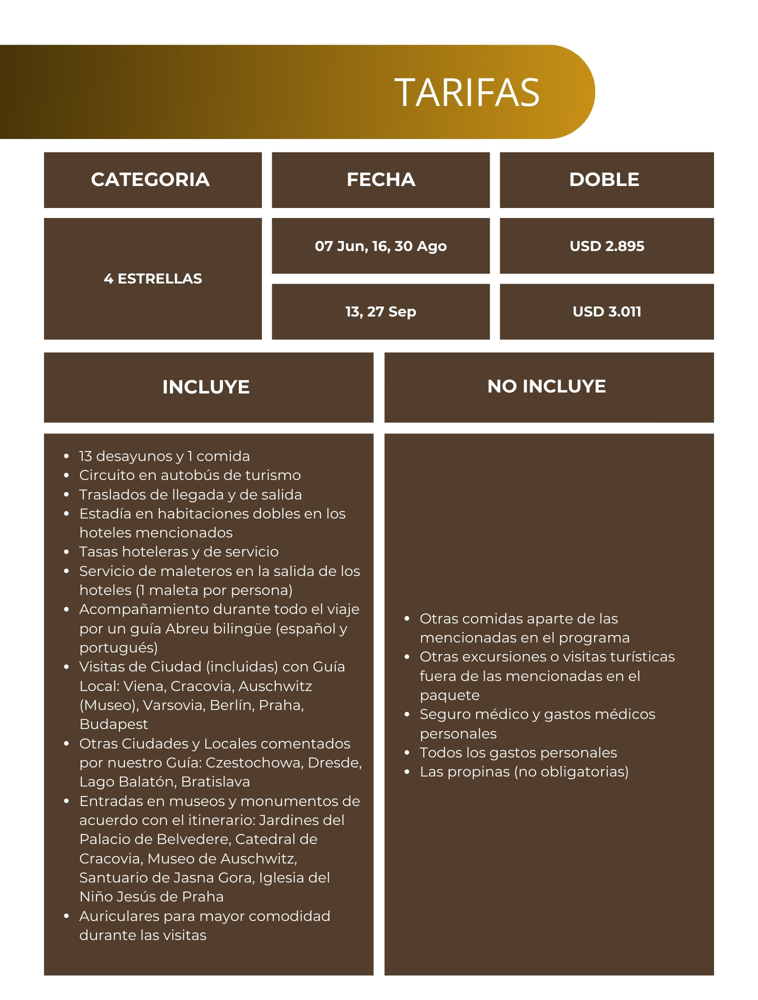 TARIFAS
CATEGORIA
FECHA
DOBLE
4 ESTRELLAS
07 Jun, 16, 30 Ago
USD 2.895
13, 27 Sep
USD 3.011
INCLUYE
• 13 desayunos y 1 comida
• Circuito en autobús de turismo
• Traslados de llegada y de salida
• Estadía en habitaciones dobles en los
hoteles mencionados
• Tasas hoteleras y de servicio
• Servicio de maleteros en la salida de los
hoteles (1 maleta por persona)
• Acompañamiento durante todo el viaje
por un guía Abreu bilingüe (español y
portugués)
• Visitas de Ciudad (incluidas) con Guía
Local: Viena, Cracovia, Auschwitz
(Museo), Varsovia, Berlín, Praha,
Budapest
• Otras Ciudades y Locales comentados
por nuestro Guía: Czestochowa, Dresde,
Lago Balatón, Bratislava
• Entradas en museos y monumentos de
acuerdo con el itinerario: Jardines del
Palacio de Belvedere, Catedral de
Cracovia, Museo de Auschwitz,
Santuario de Jasna Gora, Iglesia del
Niño Jesús de Praha
• Auriculares para mayor comodidad
durante las visitas
NO INCLUYE
• Otras comidas aparte de las
mencionadas en el programa
• Otras excursiones o visitas turísticas
fuera de las mencionadas en el
paquete
• Seguro médico y gastos médicos
personales
• Todos los gastos personales
• Las propinas (no obligatorias)